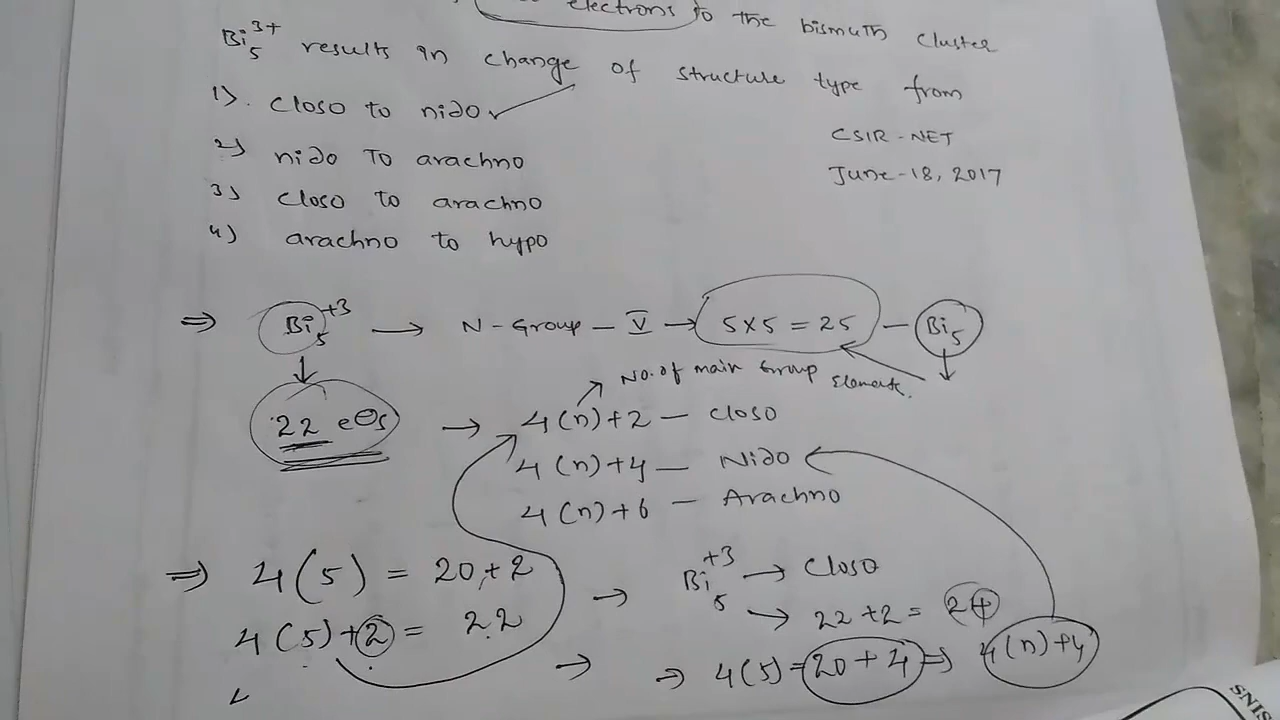 electrons to the bismuth cluster
Bi₅³⁺ results in change of structure type from
1). closo to nido ✓
2) nido To arachno
3) closo to arachno
4) arachno to hypo
CSIR-NET
June-18, 2017
⇒ Bi₅⁺³ → N-Group-V → 5×5 = 25 - Bi₅
No. of main Group Elements.
22 e⊖s → 4(n)+2 — closo
4(n)+4 — Nido
4(n)+6 — Arachno
⇒ 4(5) = 20+2
4(5)+2 = 22
→ Bi₅⁺³ → Closo
→ 22+2 = 24
→ → 4(5)=20+4 ⇒ 4(n)+4
SINS